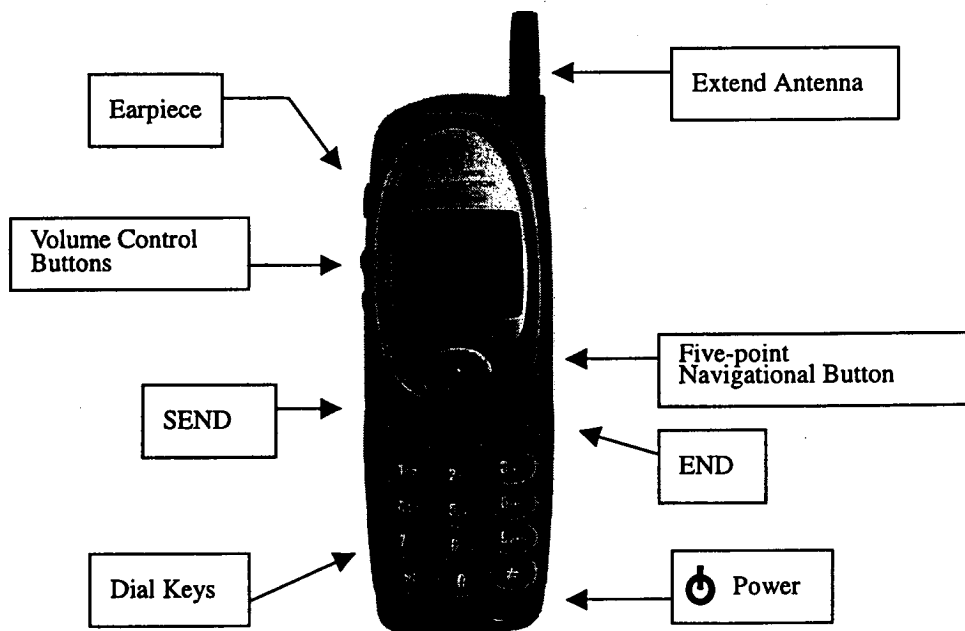 Earpiece
Extend Antenna
Volume Control
Buttons
Five-point
Navigational Button
SEND
END
Dial Keys
Power